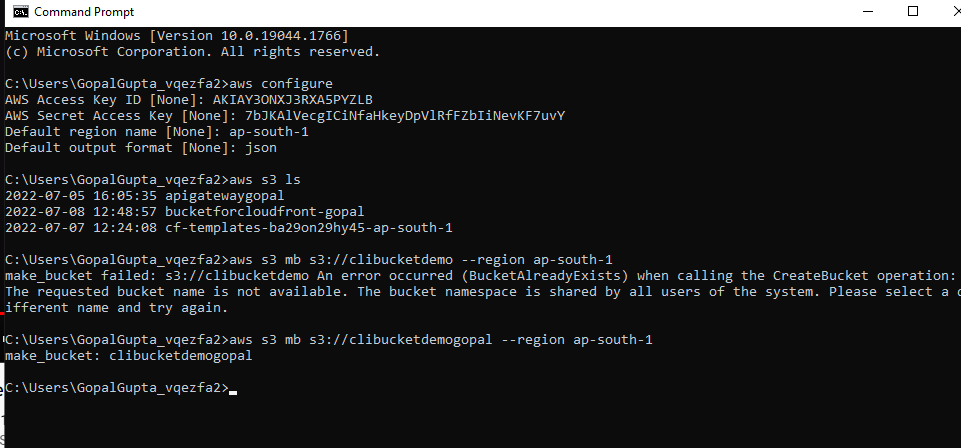 Command Prompt
Microsoft Windows [Version 10.0.19044.1766]
(c) Microsoft Corporation. All rights reserved.
C:\Users\GopalGupta_vqezfa2>aws configure
AWS Access Key ID [None]: AKIAY3ONXJ3RXA5PYZLB
AWS Secret Access Key [None]: 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
Default region name [None]: ap-south-1
Default output format [None]: json
C:\Users\GopalGupta_vqezfa2>aws s3 ls
2022-07-05 16:05:35 apigatewaygopal
2022-07-08 12:48:57 bucketforcloudfront-gopal
2022-07-07 12:24:08 cf-templates-ba29on29hy45-ap-south-1
C:\Users\GopalGupta_vqezfa2>aws s3 mb s3://clibucketdemo --region ap-south-1
make_bucket failed: s3://clibucketdemo An error occurred (BucketAlreadyExists) when calling the CreateBucket operation:
The requested bucket name is not available. The bucket namespace is shared by all users of the system. Please select a
ifferent name and try again.
C:\Users\GopalGupta_vqezfa2>aws s3 mb s3://clibucketdemogopal --region ap-south-1
make_bucket: clibucketdemogopal
C:\Users\GopalGupta_vqezfa2>